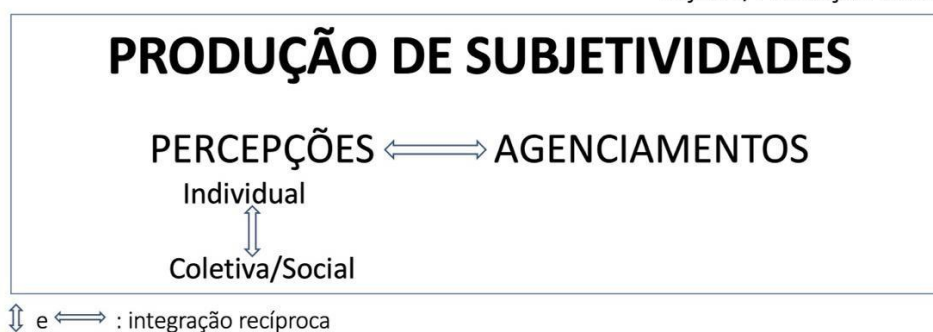 PRODUÇÃO DE SUBJETIVIDADES
PERCEPÇÕES ⟺ AGENCIAMENTOS
Individual
⇕
Coletiva/Social
⇕ e ⟺ : integração recíproca